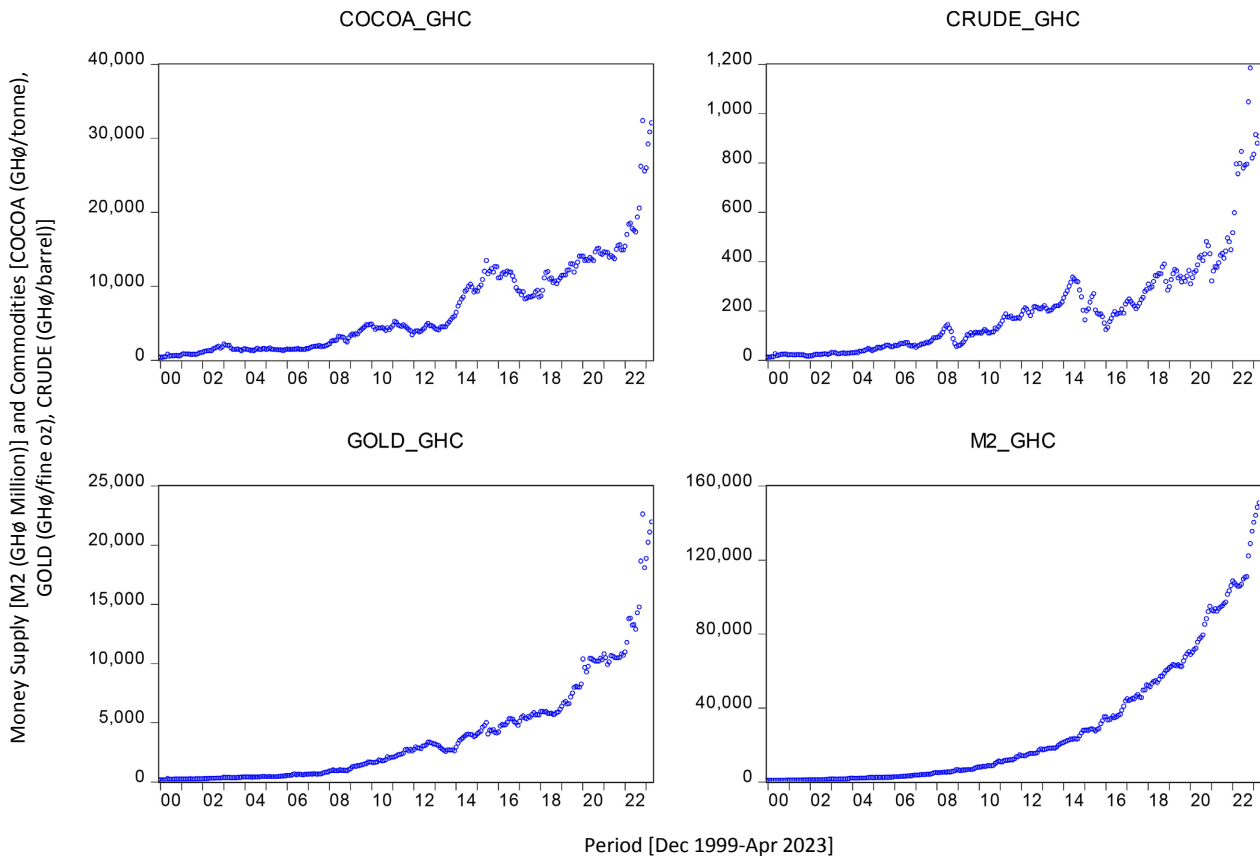 Money Supply [M2 (GHø Million)] and Commodities [COCOA (GHø/tonne),
GOLD (GHø/fine oz), CRUDE (GHø/barrel)]
COCOA_GHC
40,000
30,000
20,000
10,000
0
00 02 04 06 08 10 12 14 16 18 20 22
CRUDE_GHC
1,200
1,000
800
600
400
200
0
00 02 04 06 08 10 12 14 16 18 20 22
GOLD_GHC
25,000
20,000
15,000
10,000
5,000
0
00 02 04 06 08 10 12 14 16 18 20 22
M2_GHC
160,000
120,000
80,000
40,000
0
00 02 04 06 08 10 12 14 16 18 20 22
Period [Dec 1999-Apr 2023]